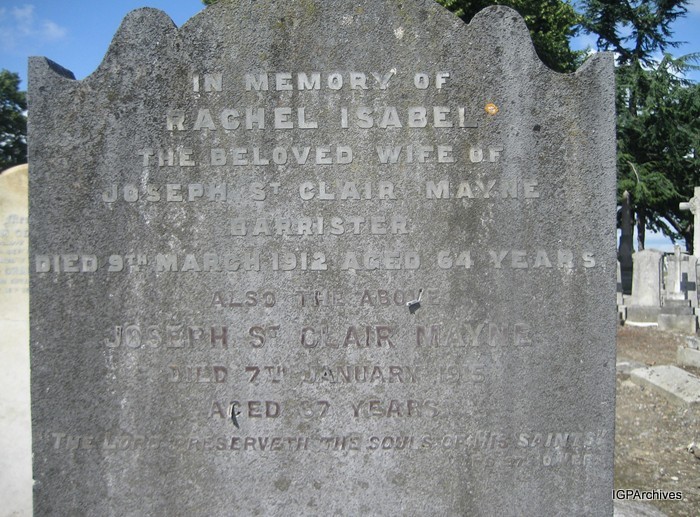 IN MEMORY OF
RACHEL ISABEL
THE BELOVED WIFE OF
JOSEPH ST CLAIR MAYNE
BARRISTER
DIED 9TH MARCH 1912 AGED 64 YEARS
ALSO THE ABOVE
JOSEPH ST CLAIR MAYNE
DIED 7TH JANUARY
AGED YEARS
"THE LORD PRESERVETH THE SOULS OF HIS SAINTS"
IGPArchives